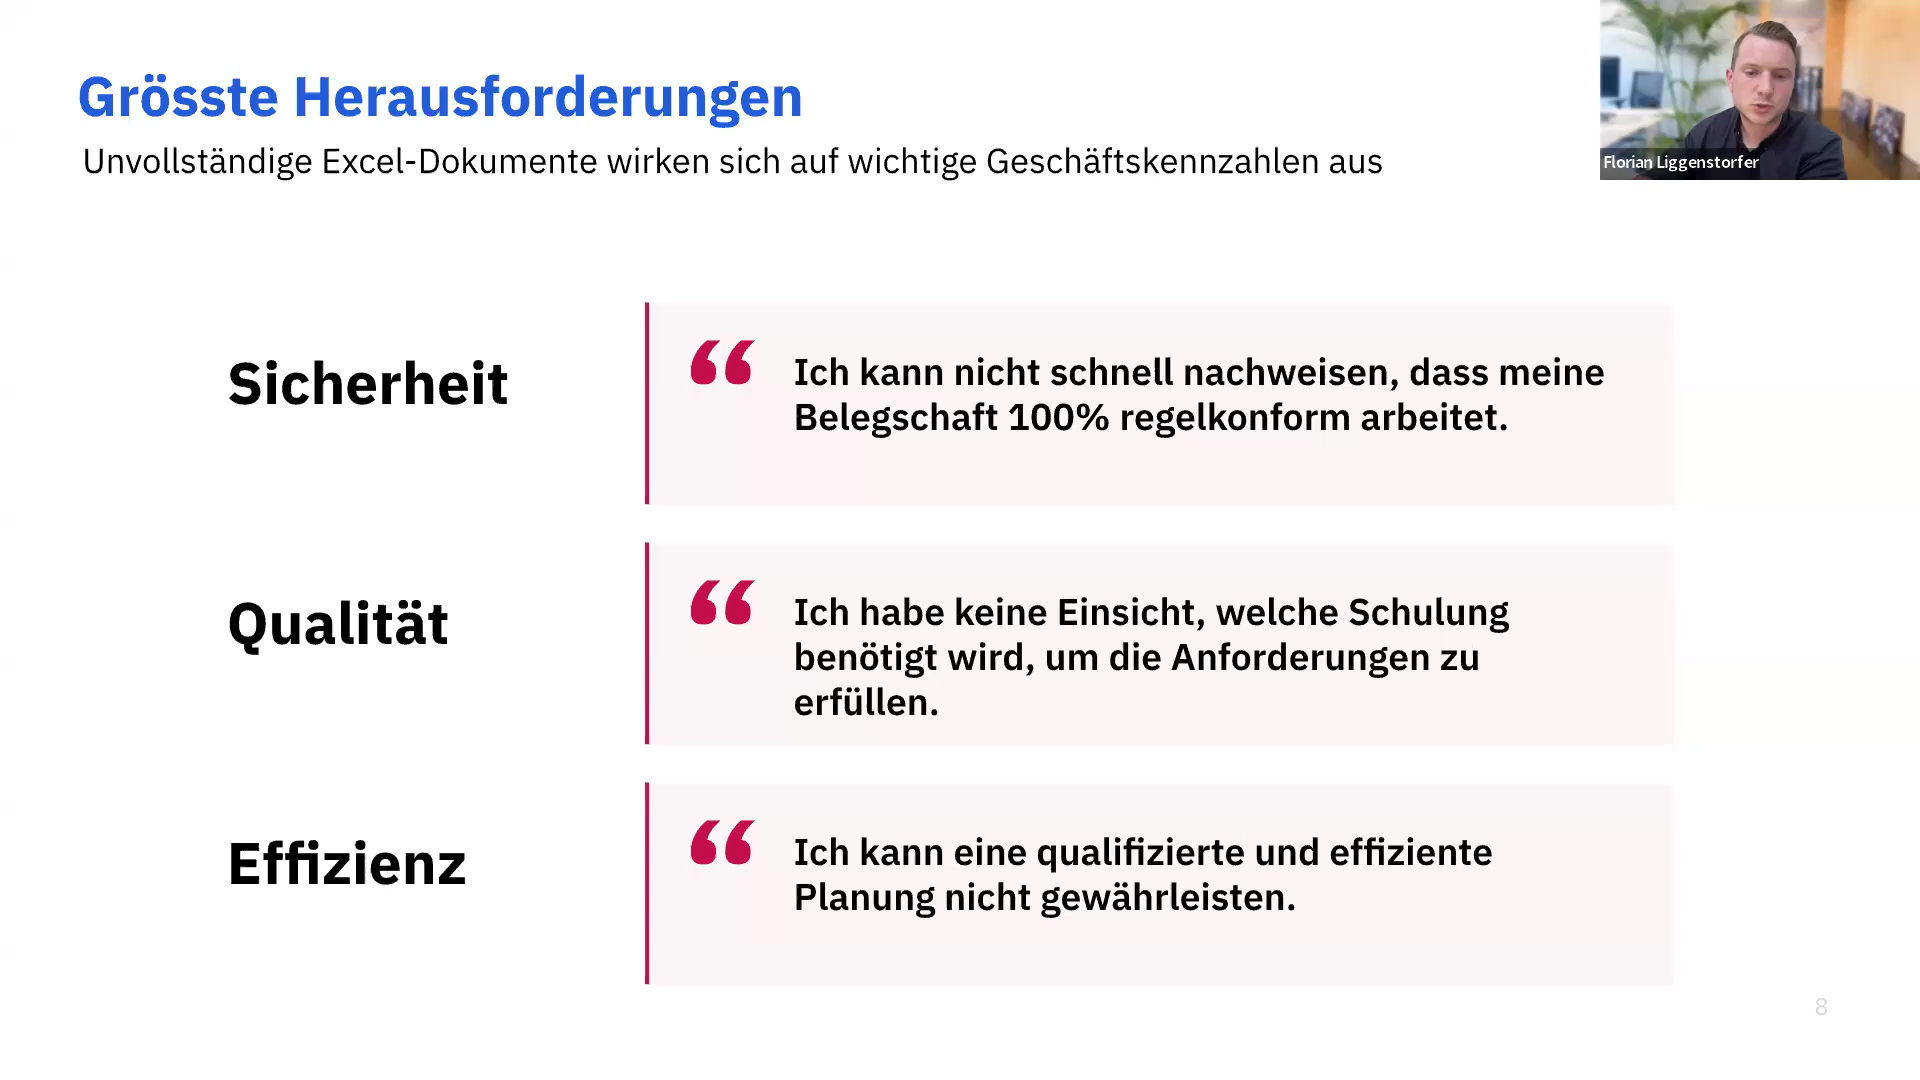 Grösste Herausforderungen
Unvollständige Excel-Dokumente wirken sich auf wichtige Geschäftskennzahlen aus
Florian Liggenstorfer
Sicherheit
“
Ich kann nicht schnell nachweisen, dass meine
Belegschaft 100% regelkonform arbeitet.
Qualität
“
Ich habe keine Einsicht, welche Schulung
benötigt wird, um die Anforderungen zu
erfüllen.
Effizienz
“
Ich kann eine qualifizierte und effiziente
Planung nicht gewährleisten.
8